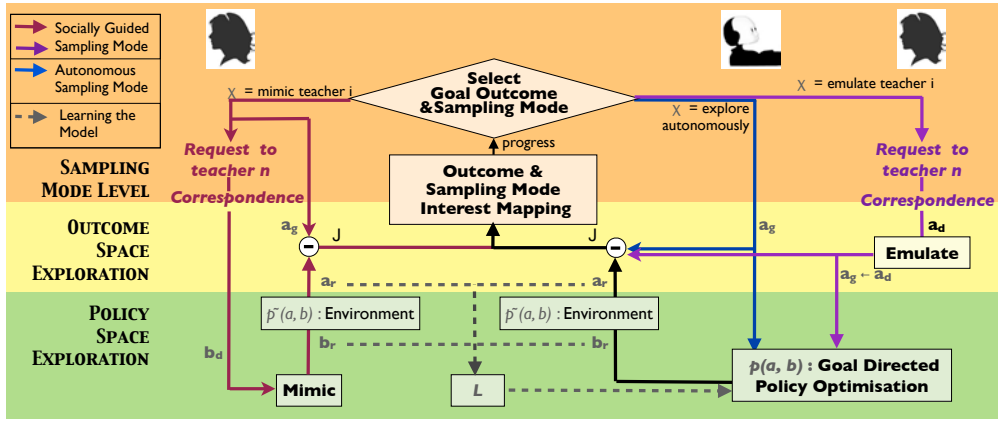 Socially Guided
Sampling Mode
Autonomous
Sampling Mode
Learning the
Model
Select
Goal Outcome
&Sampling Mode
χ = mimic teacher i
χ = emulate teacher i
χ = explore
autonomously
progress
Request to
teacher n
Correspondence
Outcome &
Sampling Mode
Interest Mapping
Request to
teacher n
Correspondence
SAMPLING
MODE LEVEL
OUTCOME
SPACE
EXPLORATION
a_g
J
J
a_g
a_d
Emulate
a_r
a_r
a_g ← a_d
POLICY
SPACE
EXPLORATION
p̃(a, b) : Environment
p̃(a, b) : Environment
b_d
b_r
b_r
Mimic
L
p(a, b) : Goal Directed
Policy Optimisation